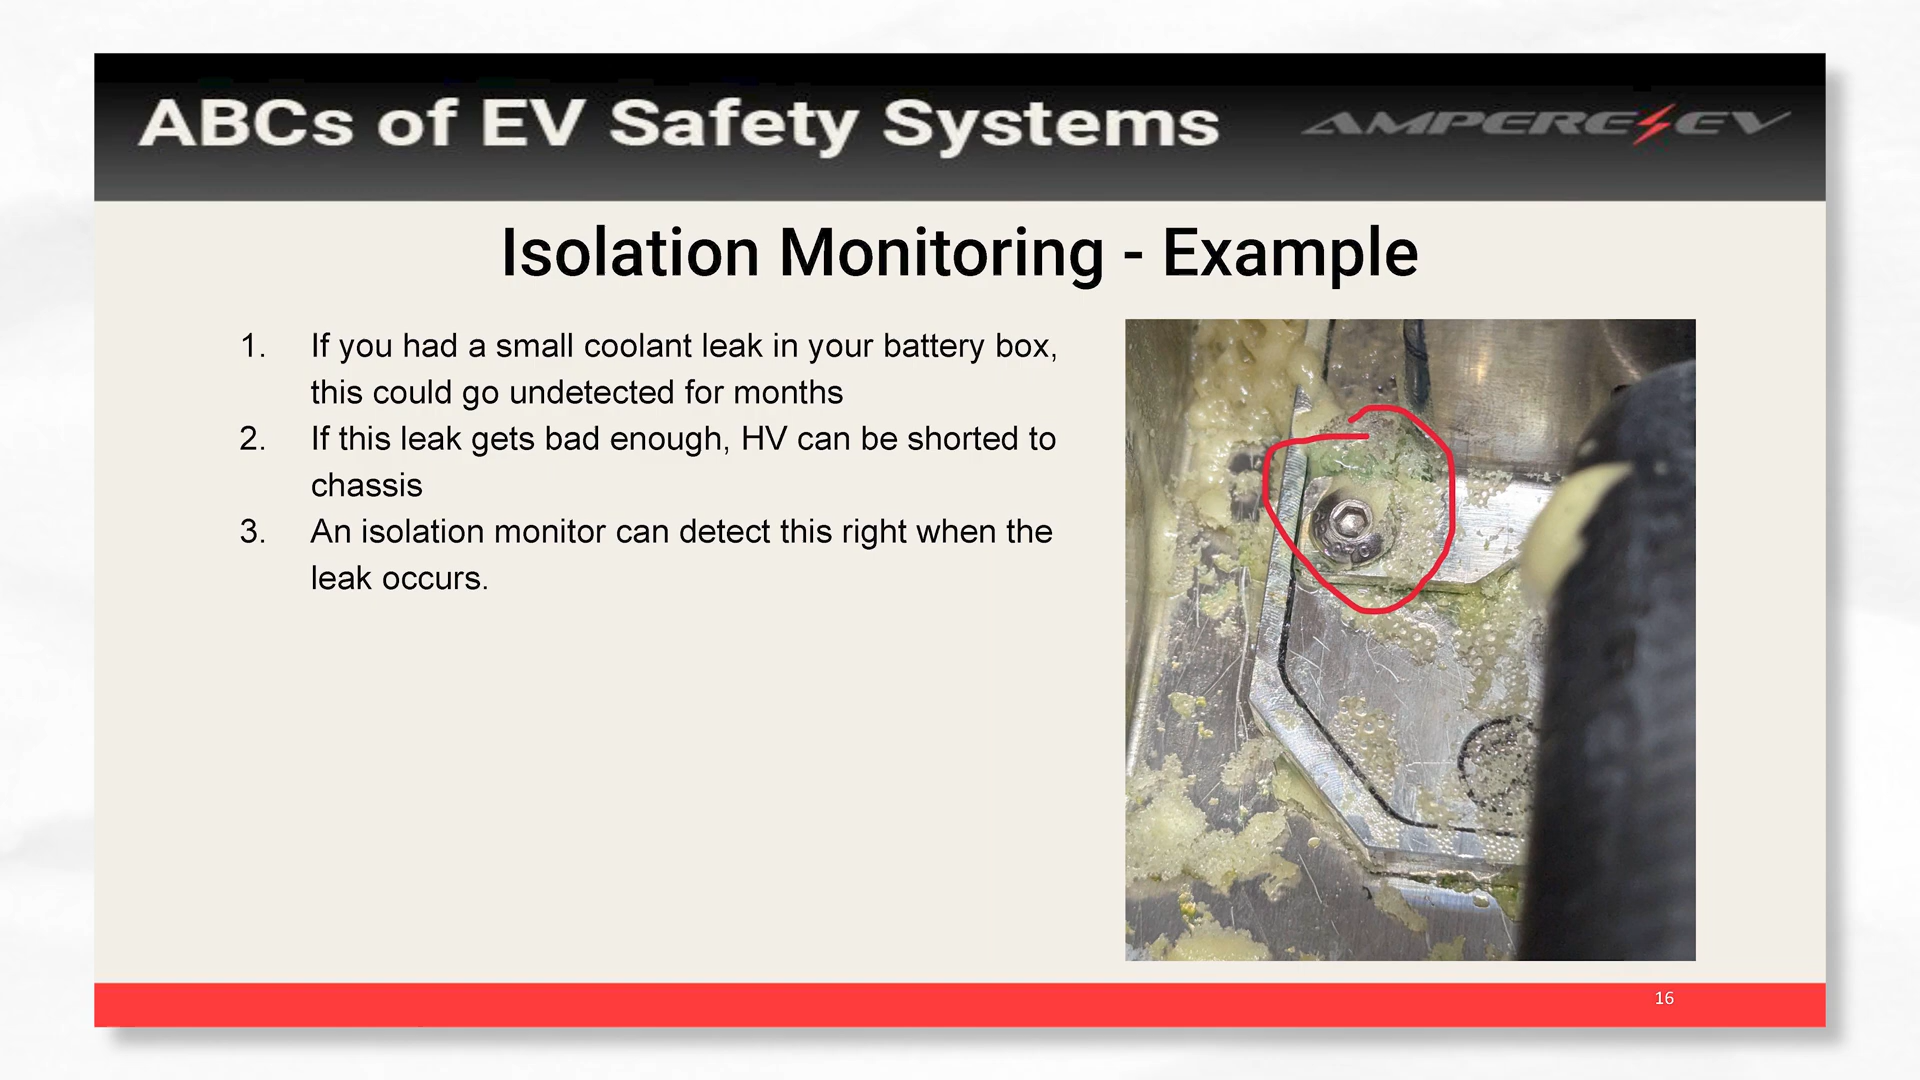 ABCs of EV Safety Systems
AMPERE EV
Isolation Monitoring - Example
1. If you had a small coolant leak in your battery box,
this could go undetected for months
2. If this leak gets bad enough, HV can be shorted to
chassis
3. An isolation monitor can detect this right when the
leak occurs.
16